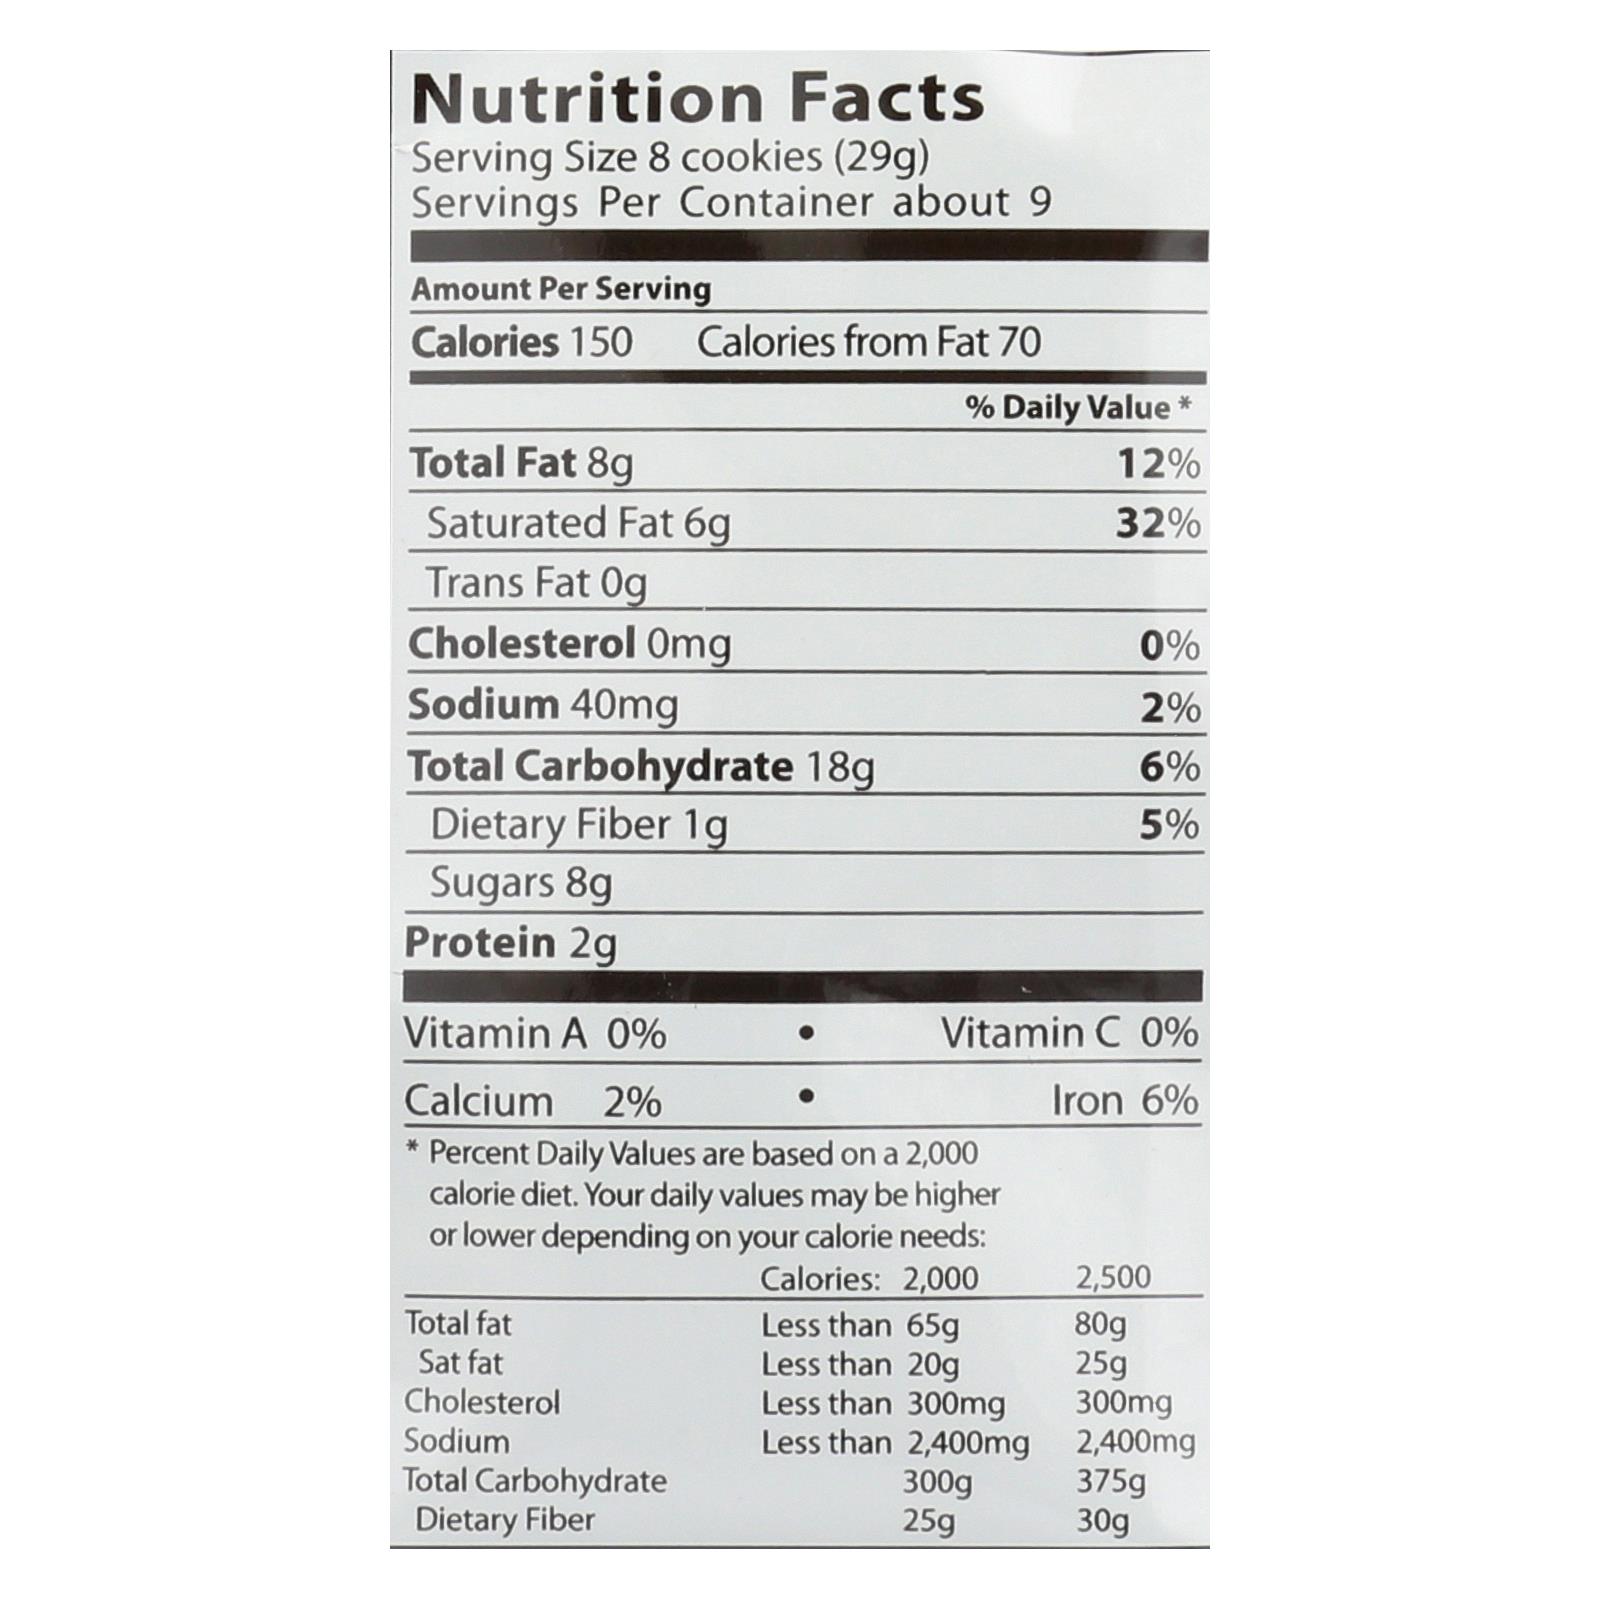 Nutrition Facts
Serving Size 8 cookies (29g)
Servings Per Container about 9
Amount Per Serving
Calories 150 Calories from Fat 70
% Daily Value *
Total Fat 8g 12%
Saturated Fat 6g 32%
Trans Fat 0g
Cholesterol 0mg 0%
Sodium 40mg 2%
Total Carbohydrate 18g 6%
Dietary Fiber 1g 5%
Sugars 8g
Protein 2g
Vitamin A 0% • Vitamin C 0%
Calcium 2% • Iron 6%
* Percent Daily Values are based on a 2,000
calorie diet. Your daily values may be higher
or lower depending on your calorie needs:
Calories: 2,000 2,500
Total fat Less than 65g 80g
Sat fat Less than 20g 25g
Cholesterol Less than 300mg 300mg
Sodium Less than 2,400mg 2,400mg
Total Carbohydrate 300g 375g
Dietary Fiber 25g 30g